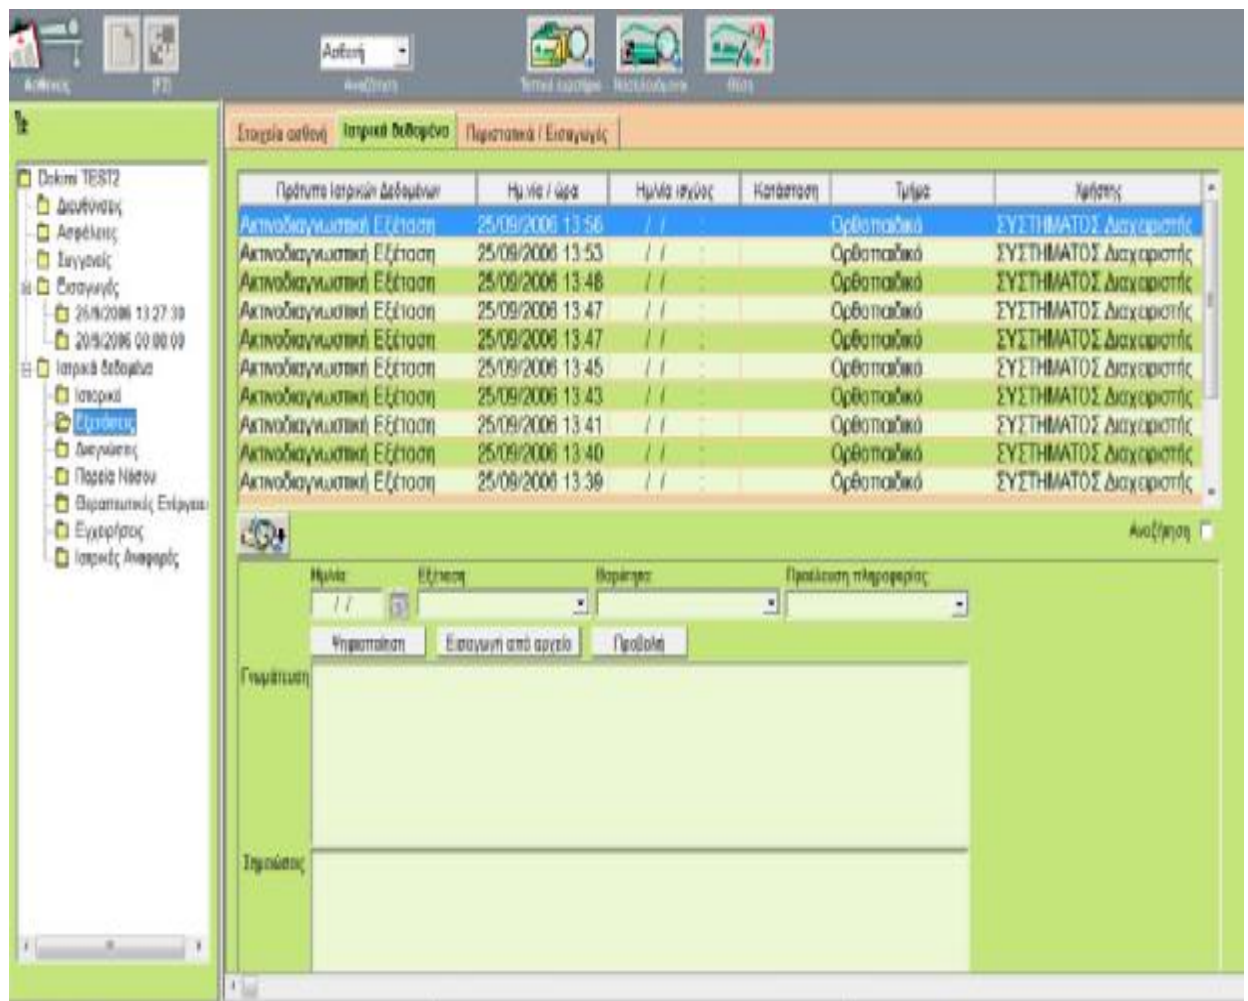 Ασθενείς (F2) Ασθενή Αναζήτηση Θέση
Στοιχεία ασθενή Ιατρικά δεδομένα Περιστατικά / Εισαγωγές
Dokimi TEST2
Διευθύνσεις
Ασφάλειες
Συγγενείς
Εισαγωγές
26/9/2006 13:27:30
20/9/2006 00:00:00
Ιατρικά δεδομένα
Ιστορικό
Εξετάσεις
Διαγνώσεις
Πορεία Νόσου
Θεραπευτικές Επέμβασε
Εγχειρήσεις
Ιατρικές Αναφορές
Πρότυπο Ιατρικών Δεδομένων Ημ.νία / ώρα Ημ/νία ισχύος Κατάσταση Τμήμα Χρήστης
Ακτινοδιαγνωστική Εξέταση 25/09/2006 13:56 / / : Ορθοπαιδικό ΣΥΣΤΗΜΑΤΟΣ Διαχειριστής
Ακτινοδιαγνωστική Εξέταση 25/09/2006 13:53 / / : Ορθοπαιδικό ΣΥΣΤΗΜΑΤΟΣ Διαχειριστής
Ακτινοδιαγνωστική Εξέταση 25/09/2006 13:48 / / : Ορθοπαιδικό ΣΥΣΤΗΜΑΤΟΣ Διαχειριστής
Ακτινοδιαγνωστική Εξέταση 25/09/2006 13:47 / / : Ορθοπαιδικό ΣΥΣΤΗΜΑΤΟΣ Διαχειριστής
Ακτινοδιαγνωστική Εξέταση 25/09/2006 13:47 / / : Ορθοπαιδικό ΣΥΣΤΗΜΑΤΟΣ Διαχειριστής
Ακτινοδιαγνωστική Εξέταση 25/09/2006 13:45 / / : Ορθοπαιδικό ΣΥΣΤΗΜΑΤΟΣ Διαχειριστής
Ακτινοδιαγνωστική Εξέταση 25/09/2006 13:43 / / : Ορθοπαιδικό ΣΥΣΤΗΜΑΤΟΣ Διαχειριστής
Ακτινοδιαγνωστική Εξέταση 25/09/2006 13:41 / / : Ορθοπαιδικό ΣΥΣΤΗΜΑΤΟΣ Διαχειριστής
Ακτινοδιαγνωστική Εξέταση 25/09/2006 13:40 / / : Ορθοπαιδικό ΣΥΣΤΗΜΑΤΟΣ Διαχειριστής
Ακτινοδιαγνωστική Εξέταση 25/09/2006 13:39 / / : Ορθοπαιδικό ΣΥΣΤΗΜΑΤΟΣ Διαχειριστής
Αναζήτηση
Ημ/νία Εξέταση Βαρύτητα Προέλευση πληροφορίας
/ /
Ψηφιοποίηση Εισαγωγή από αρχείο Προβολή
Γνωμάτευση
Σημειώσεις